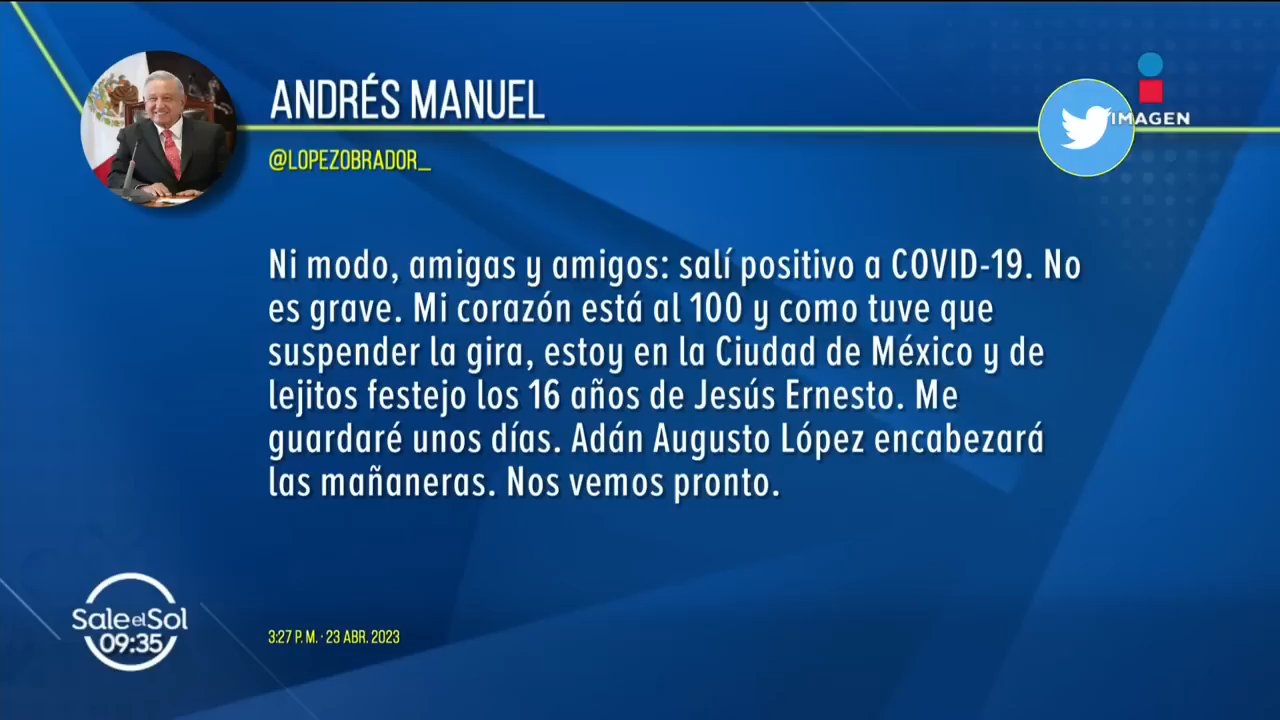 ANDRÉS MANUEL
@LOPEZOBRADOR_
IMAGEN
Ni modo, amigas y amigos: salí positivo a COVID-19. No
es grave. Mi corazón está al 100 y como tuve que
suspender la gira, estoy en la Ciudad de México y de
lejitos festejo los 16 años de Jesús Ernesto. Me
guardaré unos días. Adán Augusto López encabezará
las mañaneras. Nos vemos pronto.
Sale el Sol
09:35
3:27 P. M. · 23 ABR. 2023